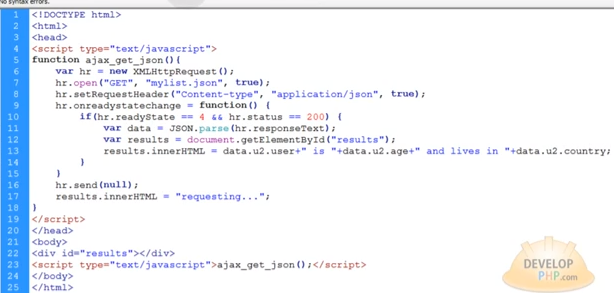 No syntax errors.
1 <!DOCTYPE html>
2 <html>
3 <head>
4 <script type="text/javascript">
5 function ajax_get_json(){
6 var hr = new XMLHttpRequest();
7 hr.open("GET", "mylist.json", true);
8 hr.setRequestHeader("Content-type", "application/json", true);
9 hr.onreadystatechange = function() {
10 if(hr.readyState == 4 && hr.status == 200) {
11 var data = JSON.parse(hr.responseText);
12 var results = document.getElementById("results");
13 results.innerHTML = data.u2.user+" is "+data.u2.age+" and lives in "+data.u2.country;
14 }
15 }
16 hr.send(null);
17 results.innerHTML = "requesting...";
18 }
19 </script>
20 </head>
21 <body>
22 <div id="results"></div>
23 <script type="text/javascript">ajax_get_json();</script>
24 </body>
25 </html>
DEVELOP
PHP.com